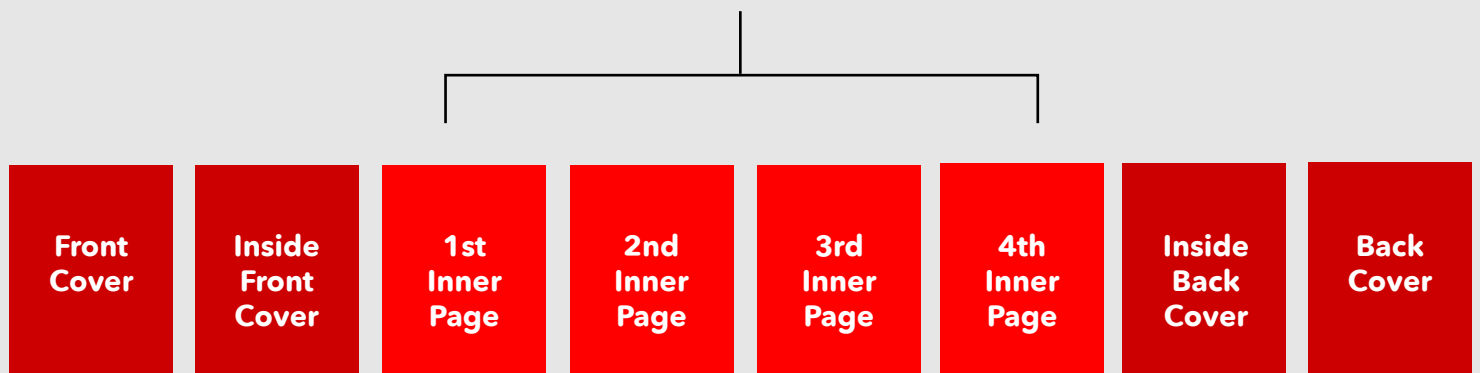 Front
Cover
Inside
Front
Cover
1st
Inner
Page
2nd
Inner
Page
3rd
Inner
Page
4th
Inner
Page
Inside
Back
Cover
Back
Cover